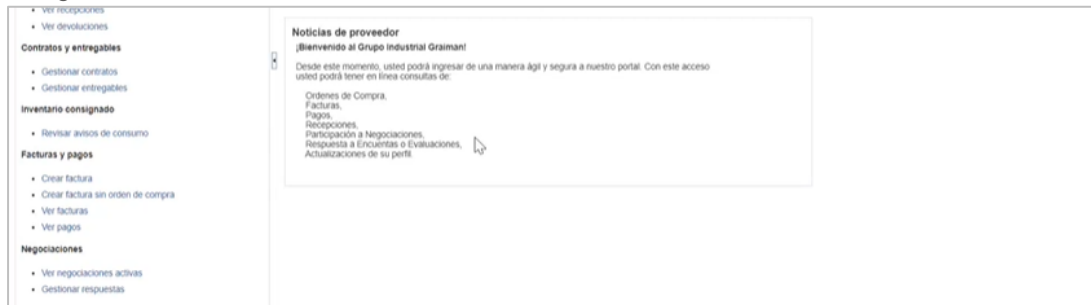 Ver recepciones
Ver devoluciones
Contratos y entregables
Gestionar contratos
Gestionar entregables
Inventario consignado
Revisar avisos de consumo
Facturas y pagos
Crear factura
Crear factura sin orden de compra
Ver facturas
Ver pagos
Negociaciones
Ver negociaciones activas
Gestionar respuestas
Noticias de proveedor
¡Bienvenido al Grupo Industrial Graiman!
Desde este momento, usted podrá ingresar de una manera ágil y segura a nuestro portal. Con este acceso
usted podrá tener en línea consultas de:
Ordenes de Compra,
Facturas,
Pagos,
Recepciones,
Participación a Negociaciones,
Respuesta a Encuentas o Evaluaciones,
Actualizaciones de su perfil.